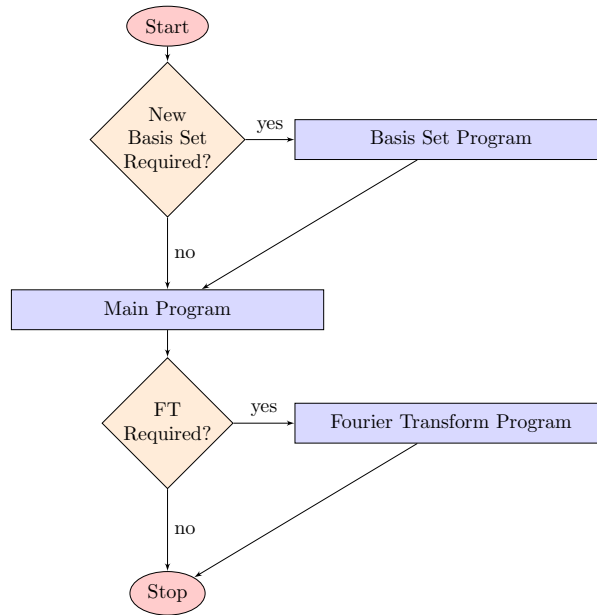 Start
New
Basis Set
Required?
yes
Basis Set Program
no
Main Program
FT
Required?
yes
Fourier Transform Program
no
Stop